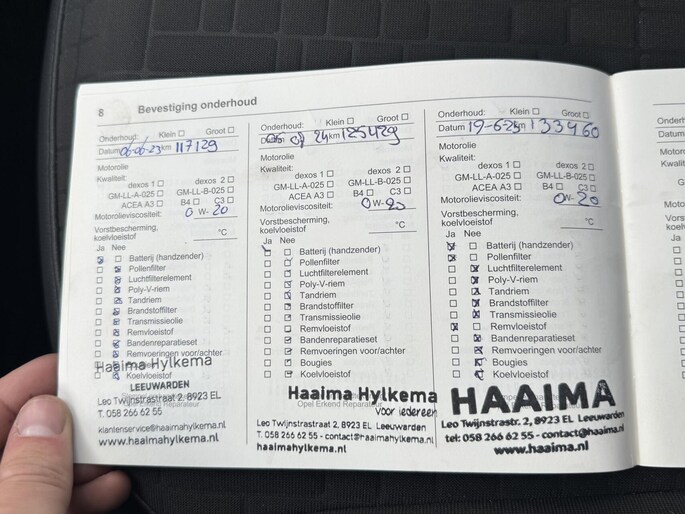 8 Bevestiging onderhoud
Onderhoud: Klein ☐ Groot ☐
Datum 06-06-23 km 117129
Motorolie
Kwaliteit:
dexos 1 ☐ dexos 2 ☐
GM-LL-A-025 ☐ GM-LL-B-025 ☐
ACEA A3 ☐ B4 ☐ C3 ☐
Motorolieviscositeit: 0 W- 20
Vorstbescherming,
koelvloeistof °C
Ja Nee
☒ ☐ Batterij (handzender)
☐ ☒ Pollenfilter
☐ ☒ Luchtfilterelement
☐ ☒ Poly-V-riem
☐ ☒ Tandriem
☐ ☒ Brandstoffilter
☐ ☒ Transmissieolie
☐ ☒ Remvloeistof
☐ ☒ Bandenreparatieset
☐ ☒ Remvoeringen voor/achter
☐ ☒ Koelvloeistof
Haaima Hylkema
LEEUWARDEN
Leo Twijnstrastraat 2, 8923 EL
Opel Erkend Reparateur
T. 058 266 62 55
klantenservice@haaimahylkema.nl
www.haaimahylkema.nl
Onderhoud: Klein ☐ Groot ☐
Datum 24 km 125429
Motorolie
Kwaliteit:
dexos 1 ☐ dexos 2 ☐
GM-LL-A-025 ☐ GM-LL-B-025 ☐
ACEA A3 ☐ B4 ☐ C3 ☐
Motorolieviscositeit: 0 W- 20
Vorstbescherming,
koelvloeistof °C
Ja Nee
☒ ☐ Batterij (handzender)
☐ ☒ Pollenfilter
☐ ☒ Luchtfilterelement
☐ ☒ Poly-V-riem
☐ ☒ Tandriem
☐ ☒ Brandstoffilter
☐ ☒ Transmissieolie
☐ ☒ Remvloeistof
☐ ☒ Bandenreparatieset
☐ ☒ Remvoeringen voor/achter
☐ ☒ Bougies
☐ ☒ Koelvloeistof
Haaima Hylkema
Voor iedereen
Opel Erkend Reparateur
Leo Twijnstrastraat 2, 8923 EL Leeuwarden
T. 058 266 62 55 - contact@haaimahylkema.nl
haaimahylkema.nl
Onderhoud: Klein ☐ Groot ☐
Datum 19-6-25 km 133460
Motorolie
Kwaliteit:
dexos 1 ☐ dexos 2 ☐
GM-LL-A-025 ☐ GM-LL-B-025 ☐
ACEA A3 ☐ B4 ☐ C3 ☐
Motorolieviscositeit: 0 W- 20
Vorstbescherming,
koelvloeistof °C
Ja Nee
☒ ☐ Batterij (handzender)
☒ ☐ Pollenfilter
☐ ☒ Luchtfilterelement
☐ ☒ Poly-V-riem
☐ ☒ Tandriem
☐ ☒ Brandstoffilter
☐ ☒ Transmissieolie
☒ ☐ Remvloeistof
☐ ☒ Bandenreparatieset
☐ ☒ Remvoeringen voor/achter
☐ ☒ Bougies
☐ ☒ Koelvloeistof
HAAIMA
Leo Twijnstrastr. 2, 8923 EL Leeuwarden
tel: 058 266 62 55 - contact@haaima.nl
www.haaima.nl